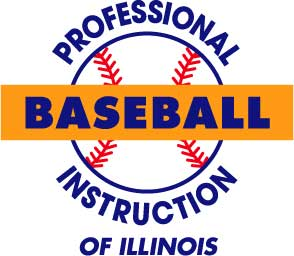 PROFESSIONAL
BASEBALL
INSTRUCTION
OF ILLINOIS